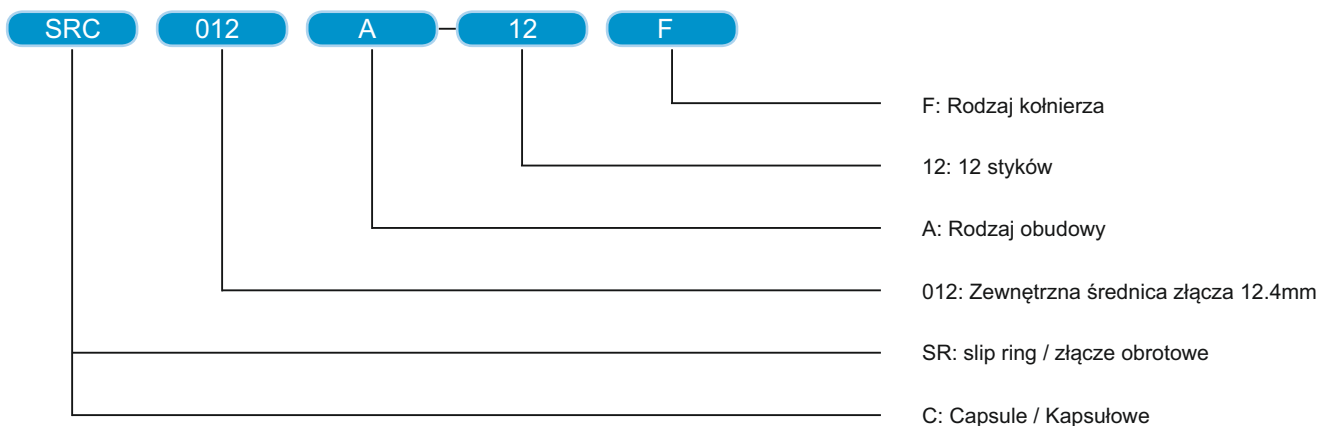 SRC 012 A - 12 F
F: Rodzaj kołnierza
12: 12 styków
A: Rodzaj obudowy
012: Zewnętrzna średnica złącza 12.4mm
SR: slip ring / złącze obrotowe
C: Capsule / Kapsułowe